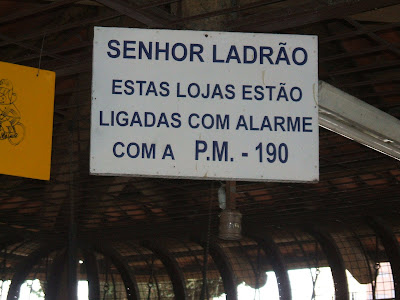 SENHOR LADRÃO
ESTAS LOJAS ESTÃO
LIGADAS COM ALARME
COM A P.M. - 190